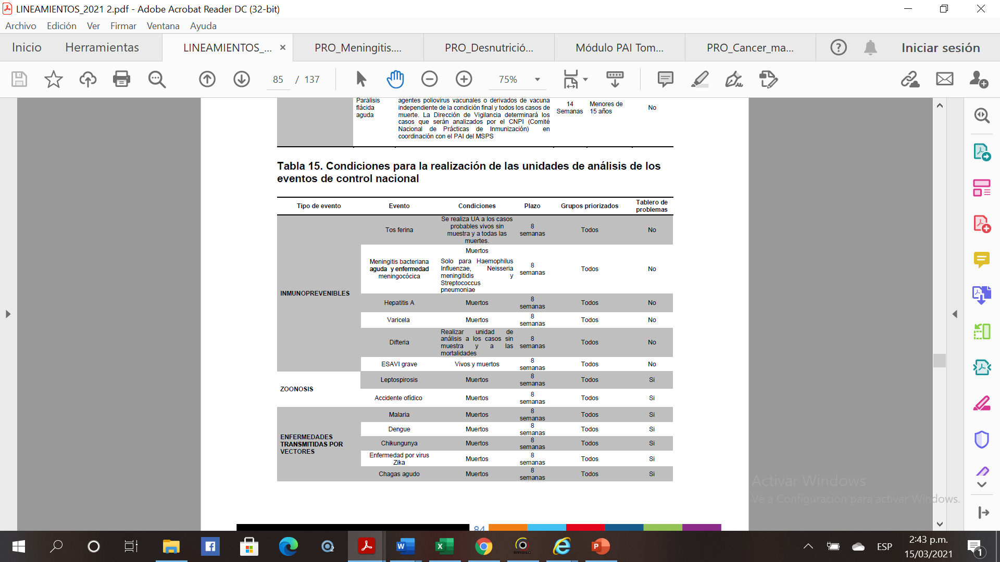 LINEAMIENTOS_2021 2.pdf - Adobe Acrobat Reader DC (32-bit)
Archivo Edición Ver Firmar Ventana Ayuda
Inicio Herramientas LINEAMIENTOS_... × PRO_Meningitis.... PRO_Desnutrició... Módulo PAI Tom... PRO_Cancer_ma... Iniciar sesión
85 / 137 75%
Parálisis flácida aguda
agentes poliovirus vacunales o derivados de vacuna
independiente de la condición final y todos los casos de
muerte. La Dirección de Vigilancia determinará los
casos que serán analizados por el CNPI (Comité
Nacional de Prácticas de Inmunización) en
coordinación con el PAI del MSPS
14 Semanas
Menores de 15 años
No
Tabla 15. Condiciones para la realización de las unidades de análisis de los
eventos de control nacional
Tipo de evento Evento Condiciones Plazo Grupos priorizados Tablero de problemas
INMUNOPREVENIBLES
Tos ferina
Se realiza UA a los casos
probables vivos sin
muestra y a todas las
muertes.
8 semanas Todos No
Meningitis bacteriana
aguda y enfermedad
meningocócica
Muertos
Solo para Haemophilus
Influenzae, Neisseria
meningitidis y
Streptococcus
pneumoniae
8 semanas Todos No
Hepatitis A Muertos 8 semanas Todos No
Varicela Muertos 8 semanas Todos No
Difteria
Realizar unidad de
análisis a los casos sin
muestra y a las
mortalidades
8 semanas Todos No
ESAVI grave Vivos y muertos 8 semanas Todos No
ZOONOSIS
Leptospirosis Muertos 8 semanas Todos Si
Accidente ofídico Muertos 8 semanas Todos Si
ENFERMEDADES
TRANSMITIDAS POR
VECTORES
Malaria Muertos 8 semanas Todos Si
Dengue Muertos 8 semanas Todos Si
Chikungunya Muertos 8 semanas Todos Si
Enfermedad por virus Zika Muertos 8 semanas Todos Si
Chagas agudo Muertos 8 semanas Todos Si
84
Activar Windows
Ve a Configuración para activar Windows.
SIVIGILA
ESP
2:43 p.m.
15/03/2021
1